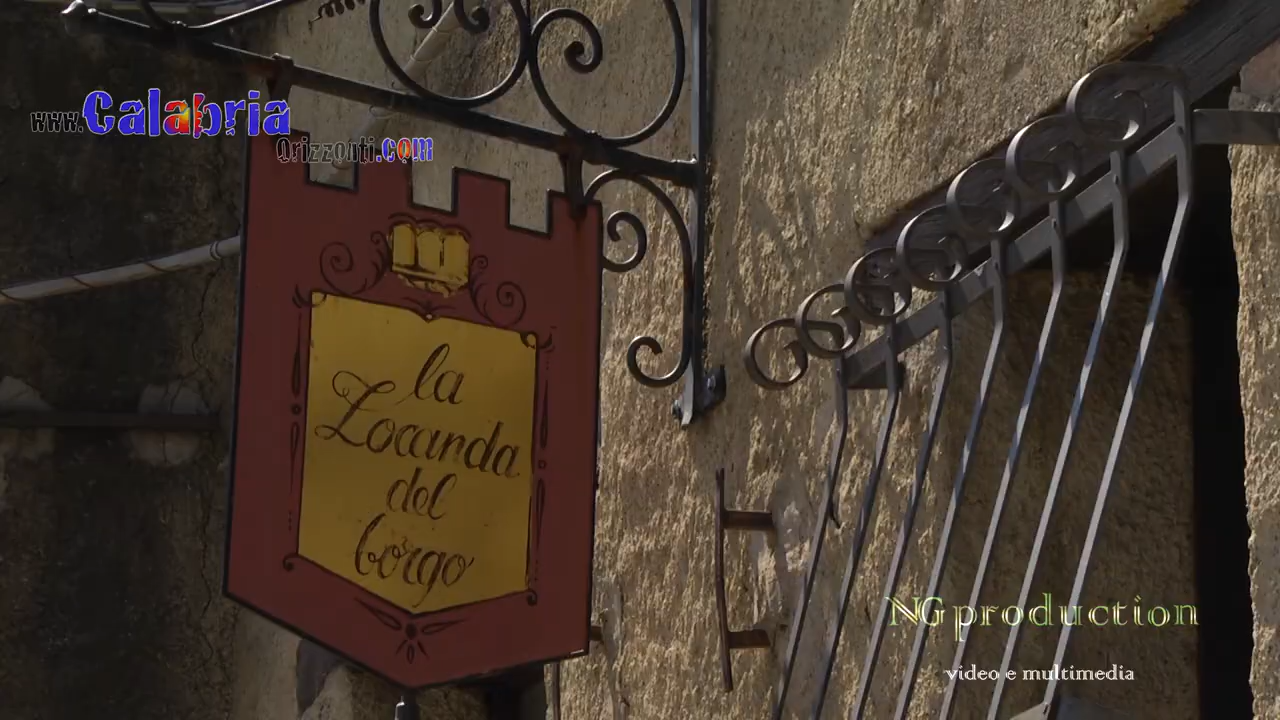 www.Calabria
Orizzonti.com
la
Locanda
del
borgo
NG production
video e multimedia